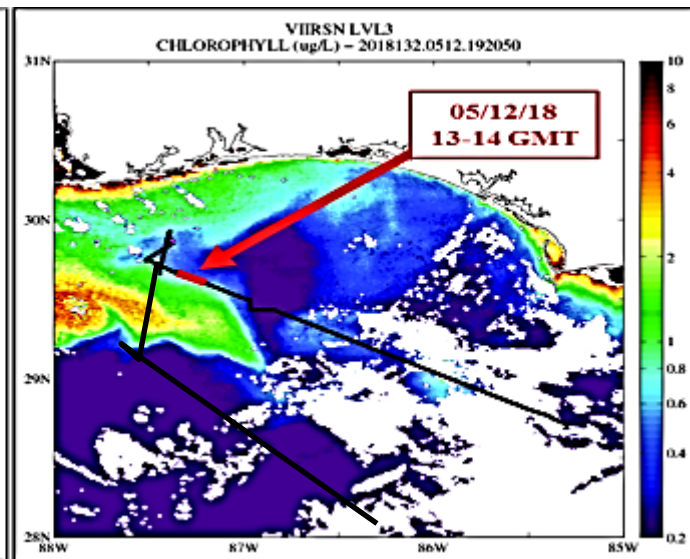 VIIRSN LVL3
CHLOROPHYLL (ug/L) - 2018132.0512.192050
31N
30N
29N
28N
88W
87W
86W
85W
05/12/18
13-14 GMT
10
8
6
4
2
1
0.8
0.6
0.4
0.2